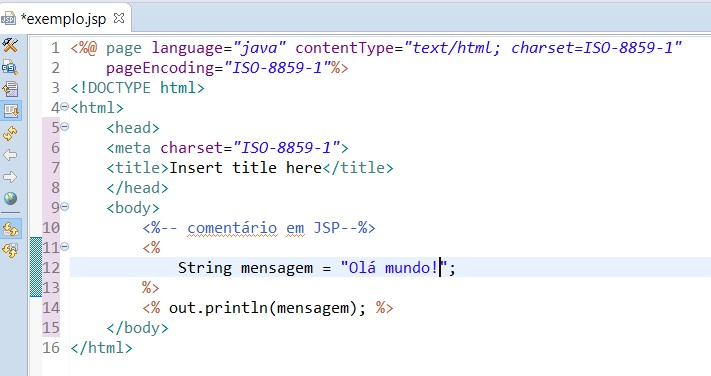 *exemplo.jsp
1 <%@ page language="java" contentType="text/html; charset=ISO-8859-1"
2 pageEncoding="ISO-8859-1"%>
3 <!DOCTYPE html>
4 <html>
5 <head>
6 <meta charset="ISO-8859-1">
7 <title>Insert title here</title>
8 </head>
9 <body>
10 <%-- comentário em JSP--%>
11 <%
12 String mensagem = "Olá mundo!";
13 %>
14 <% out.println(mensagem); %>
15 </body>
16 </html>